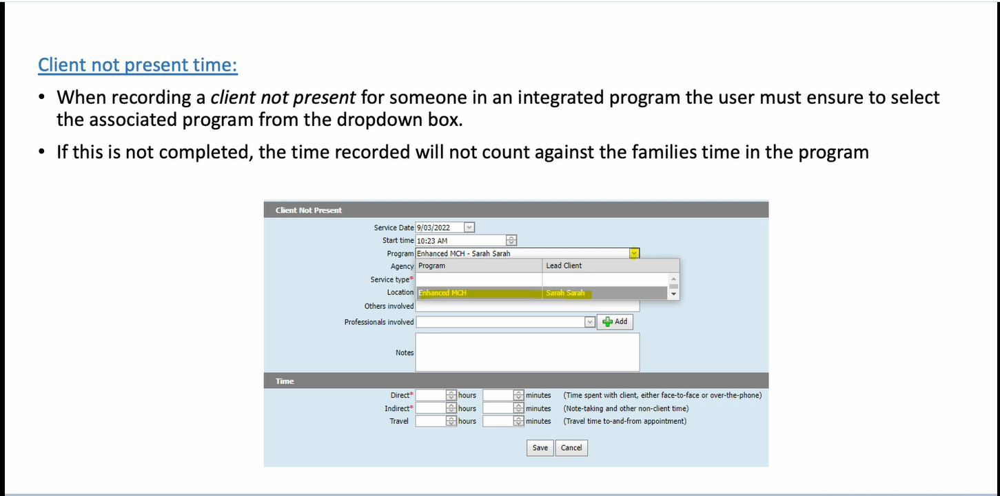 Client not present time:
• When recording a client not present for someone in an integrated program the user must ensure to select
the associated program from the dropdown box.
• If this is not completed, the time recorded will not count against the families time in the program
Client Not Present
Service Date 9/03/2022
Start time 10:23 AM
Program Enhanced MCH - Sarah Sarah
Agency Program Lead Client
Service type*
Location Enhanced MCH Sarah Sarah
Others involved
Professionals involved Add
Notes
Time
Direct* hours minutes (Time spent with client, either face-to-face or over-the-phone)
Indirect* hours minutes (Note-taking and other non-client time)
Travel hours minutes (Travel time to-and-from appointment)
Save Cancel